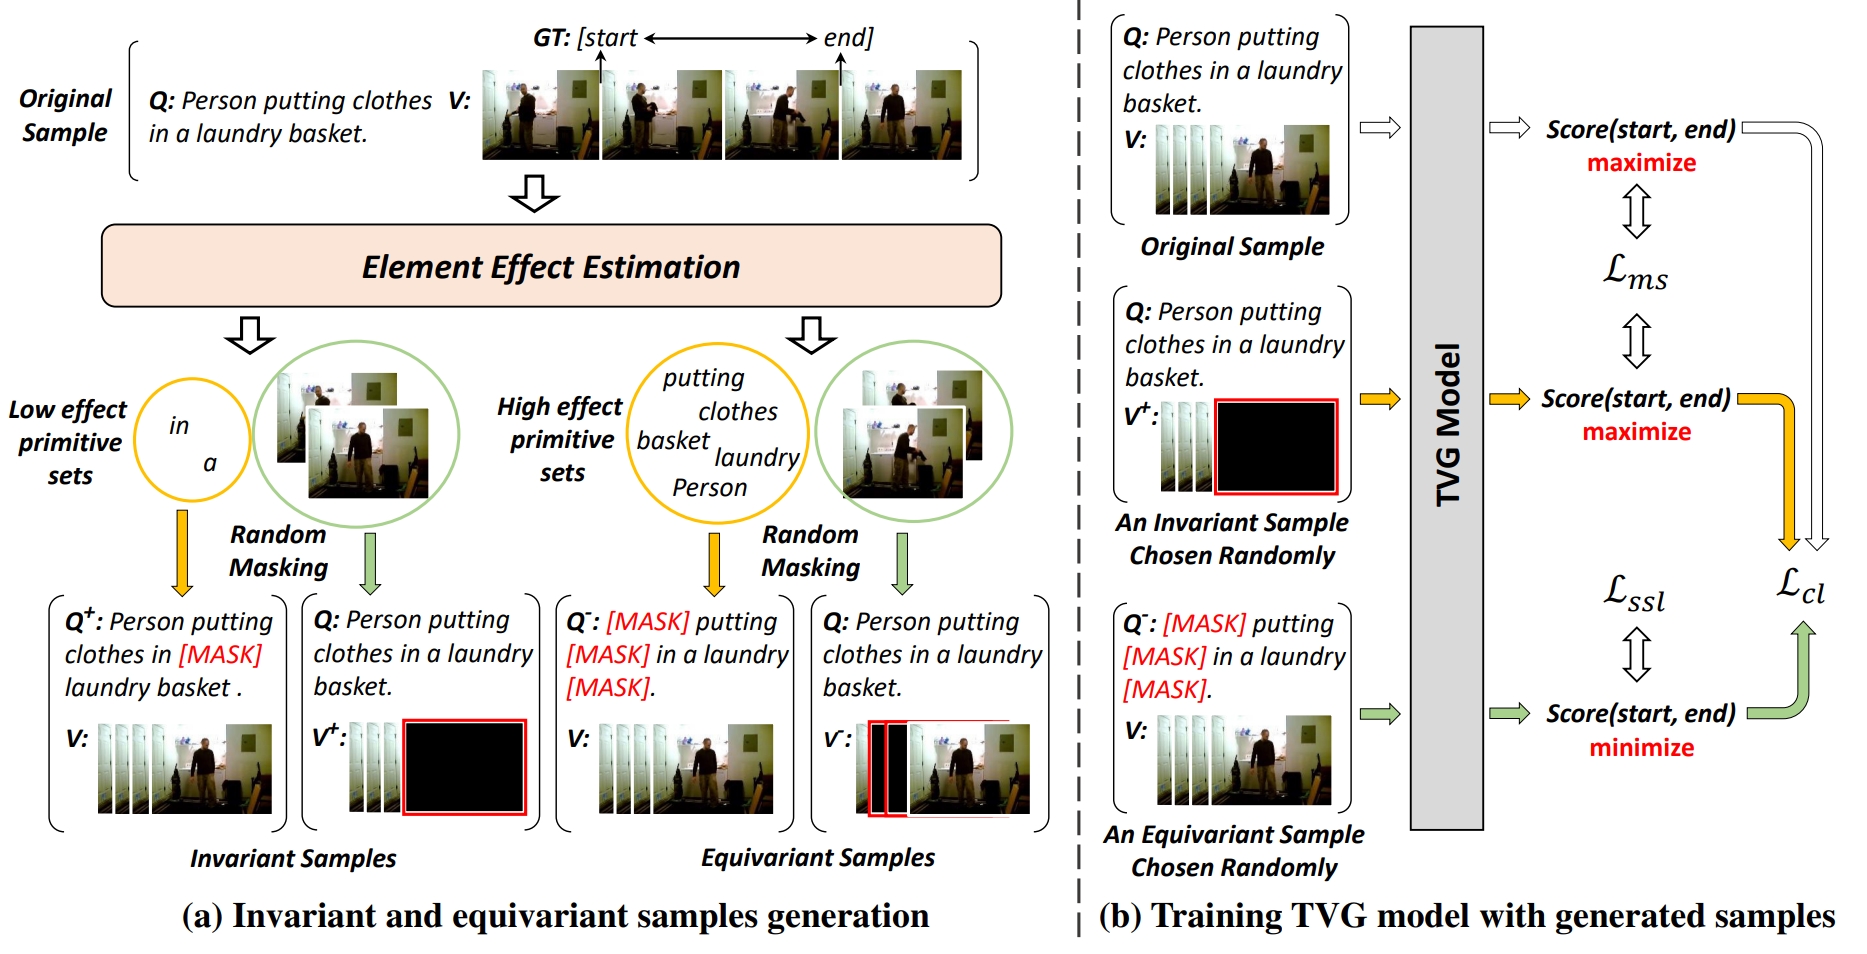 GT: [start end]
Original
Sample
Q: Person putting clothes
in a laundry basket.
V:
Element Effect Estimation
Low effect
primitive
sets
in
a
High effect
primitive
sets
putting
clothes
basket
laundry
Person
Random
Masking
Random
Masking
Q+: Person putting
clothes in [MASK]
laundry basket .
V:
Q: Person putting
clothes in a laundry
basket.
V+:
Q-: [MASK] putting
[MASK] in a laundry
[MASK].
V:
Q: Person putting
clothes in a laundry
basket.
V-:
Invariant Samples
Equivariant Samples
(a) Invariant and equivariant samples generation
Q: Person putting
clothes in a laundry
basket.
V:
Original Sample
Q: Person putting
clothes in a laundry
basket.
V+:
An Invariant Sample
Chosen Randomly
Q-: [MASK] putting
[MASK] in a laundry
[MASK].
V:
An Equivariant Sample
Chosen Randomly
TVG Model
Score(start, end)
maximize
ℒms
Score(start, end)
maximize
ℒssl
ℒcl
Score(start, end)
minimize
(b) Training TVG model with generated samples